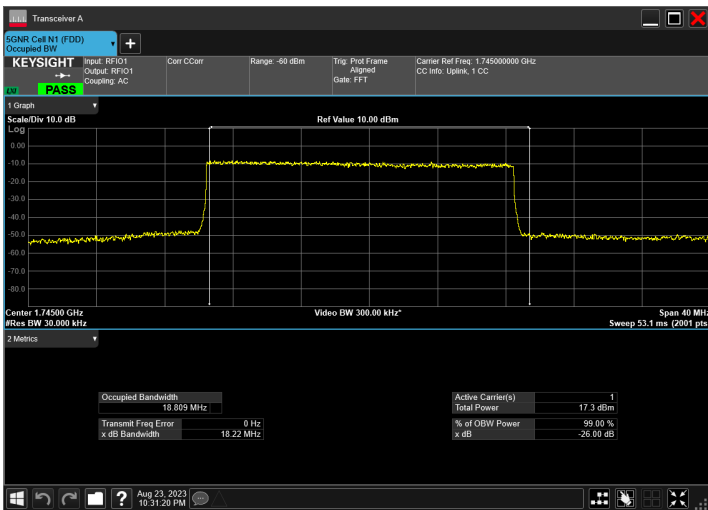 Transceiver A
5GNR Cell N1 (FDD)
Occupied BW
KEYSIGHT
Input: RFIO1
Output: RFIO1
Coupling: AC
Corr CCorr
Range: -60 dBm
Trig: Prot Frame
Aligned
Gate: FFT
Carrier Ref Freq: 1.745000000 GHz
CC Info: Uplink, 1 CC
PASS
1 Graph
Scale/Div 10.0 dB
Ref Value 10.00 dBm
Log
0.00
-10.0
-20.0
-30.0
-40.0
-50.0
-60.0
-70.0
-80.0
Center 1.74500 GHz
Video BW 300.00 kHz*
Span 40 MHz
#Res BW 30.000 kHz
Sweep 53.1 ms (2001 pts
2 Metrics
Occupied Bandwidth
18.809 MHz
Transmit Freq Error 0 Hz
x dB Bandwidth 18.22 MHz
Active Carrier(s) 1
Total Power 17.3 dBm
% of OBW Power 99.00 %
x dB -26.00 dB
Aug 23, 2023
10:31:20 PM